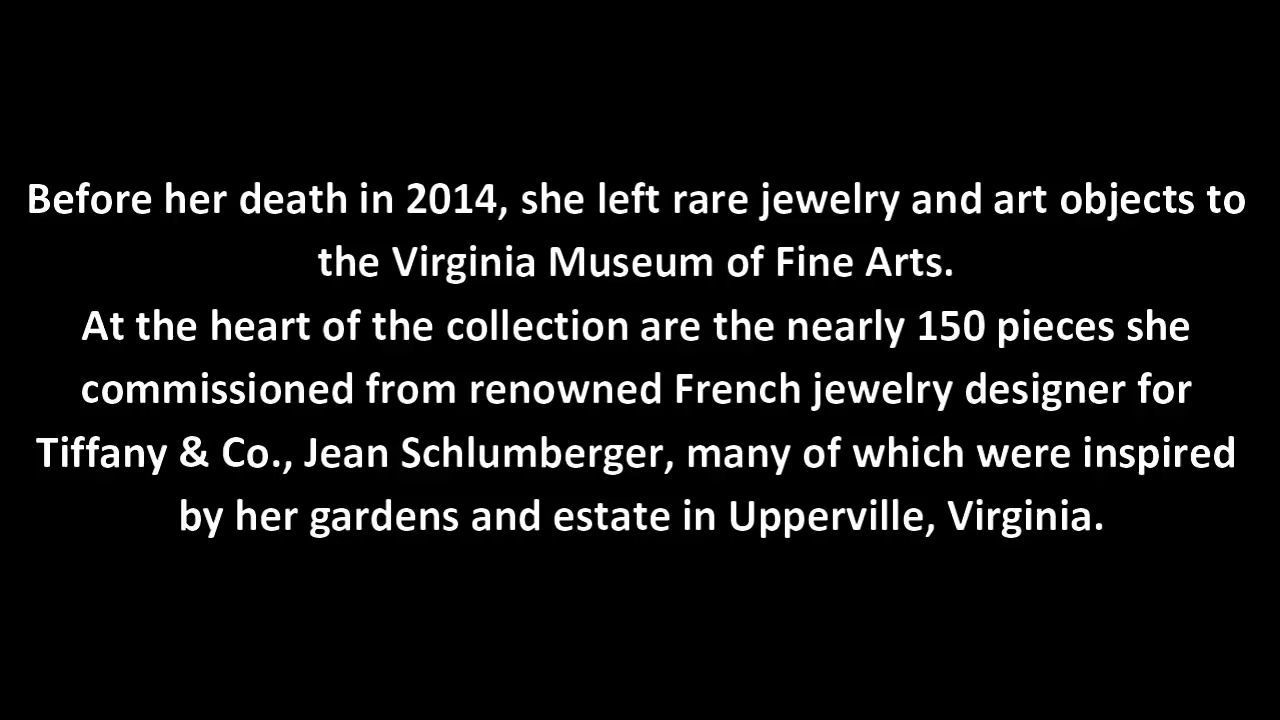 Before her death in 2014, she left rare jewelry and art objects to
the Virginia Museum of Fine Arts.
At the heart of the collection are the nearly 150 pieces she
commissioned from renowned French jewelry designer for
Tiffany & Co., Jean Schlumberger, many of which were inspired
by her gardens and estate in Upperville, Virginia.